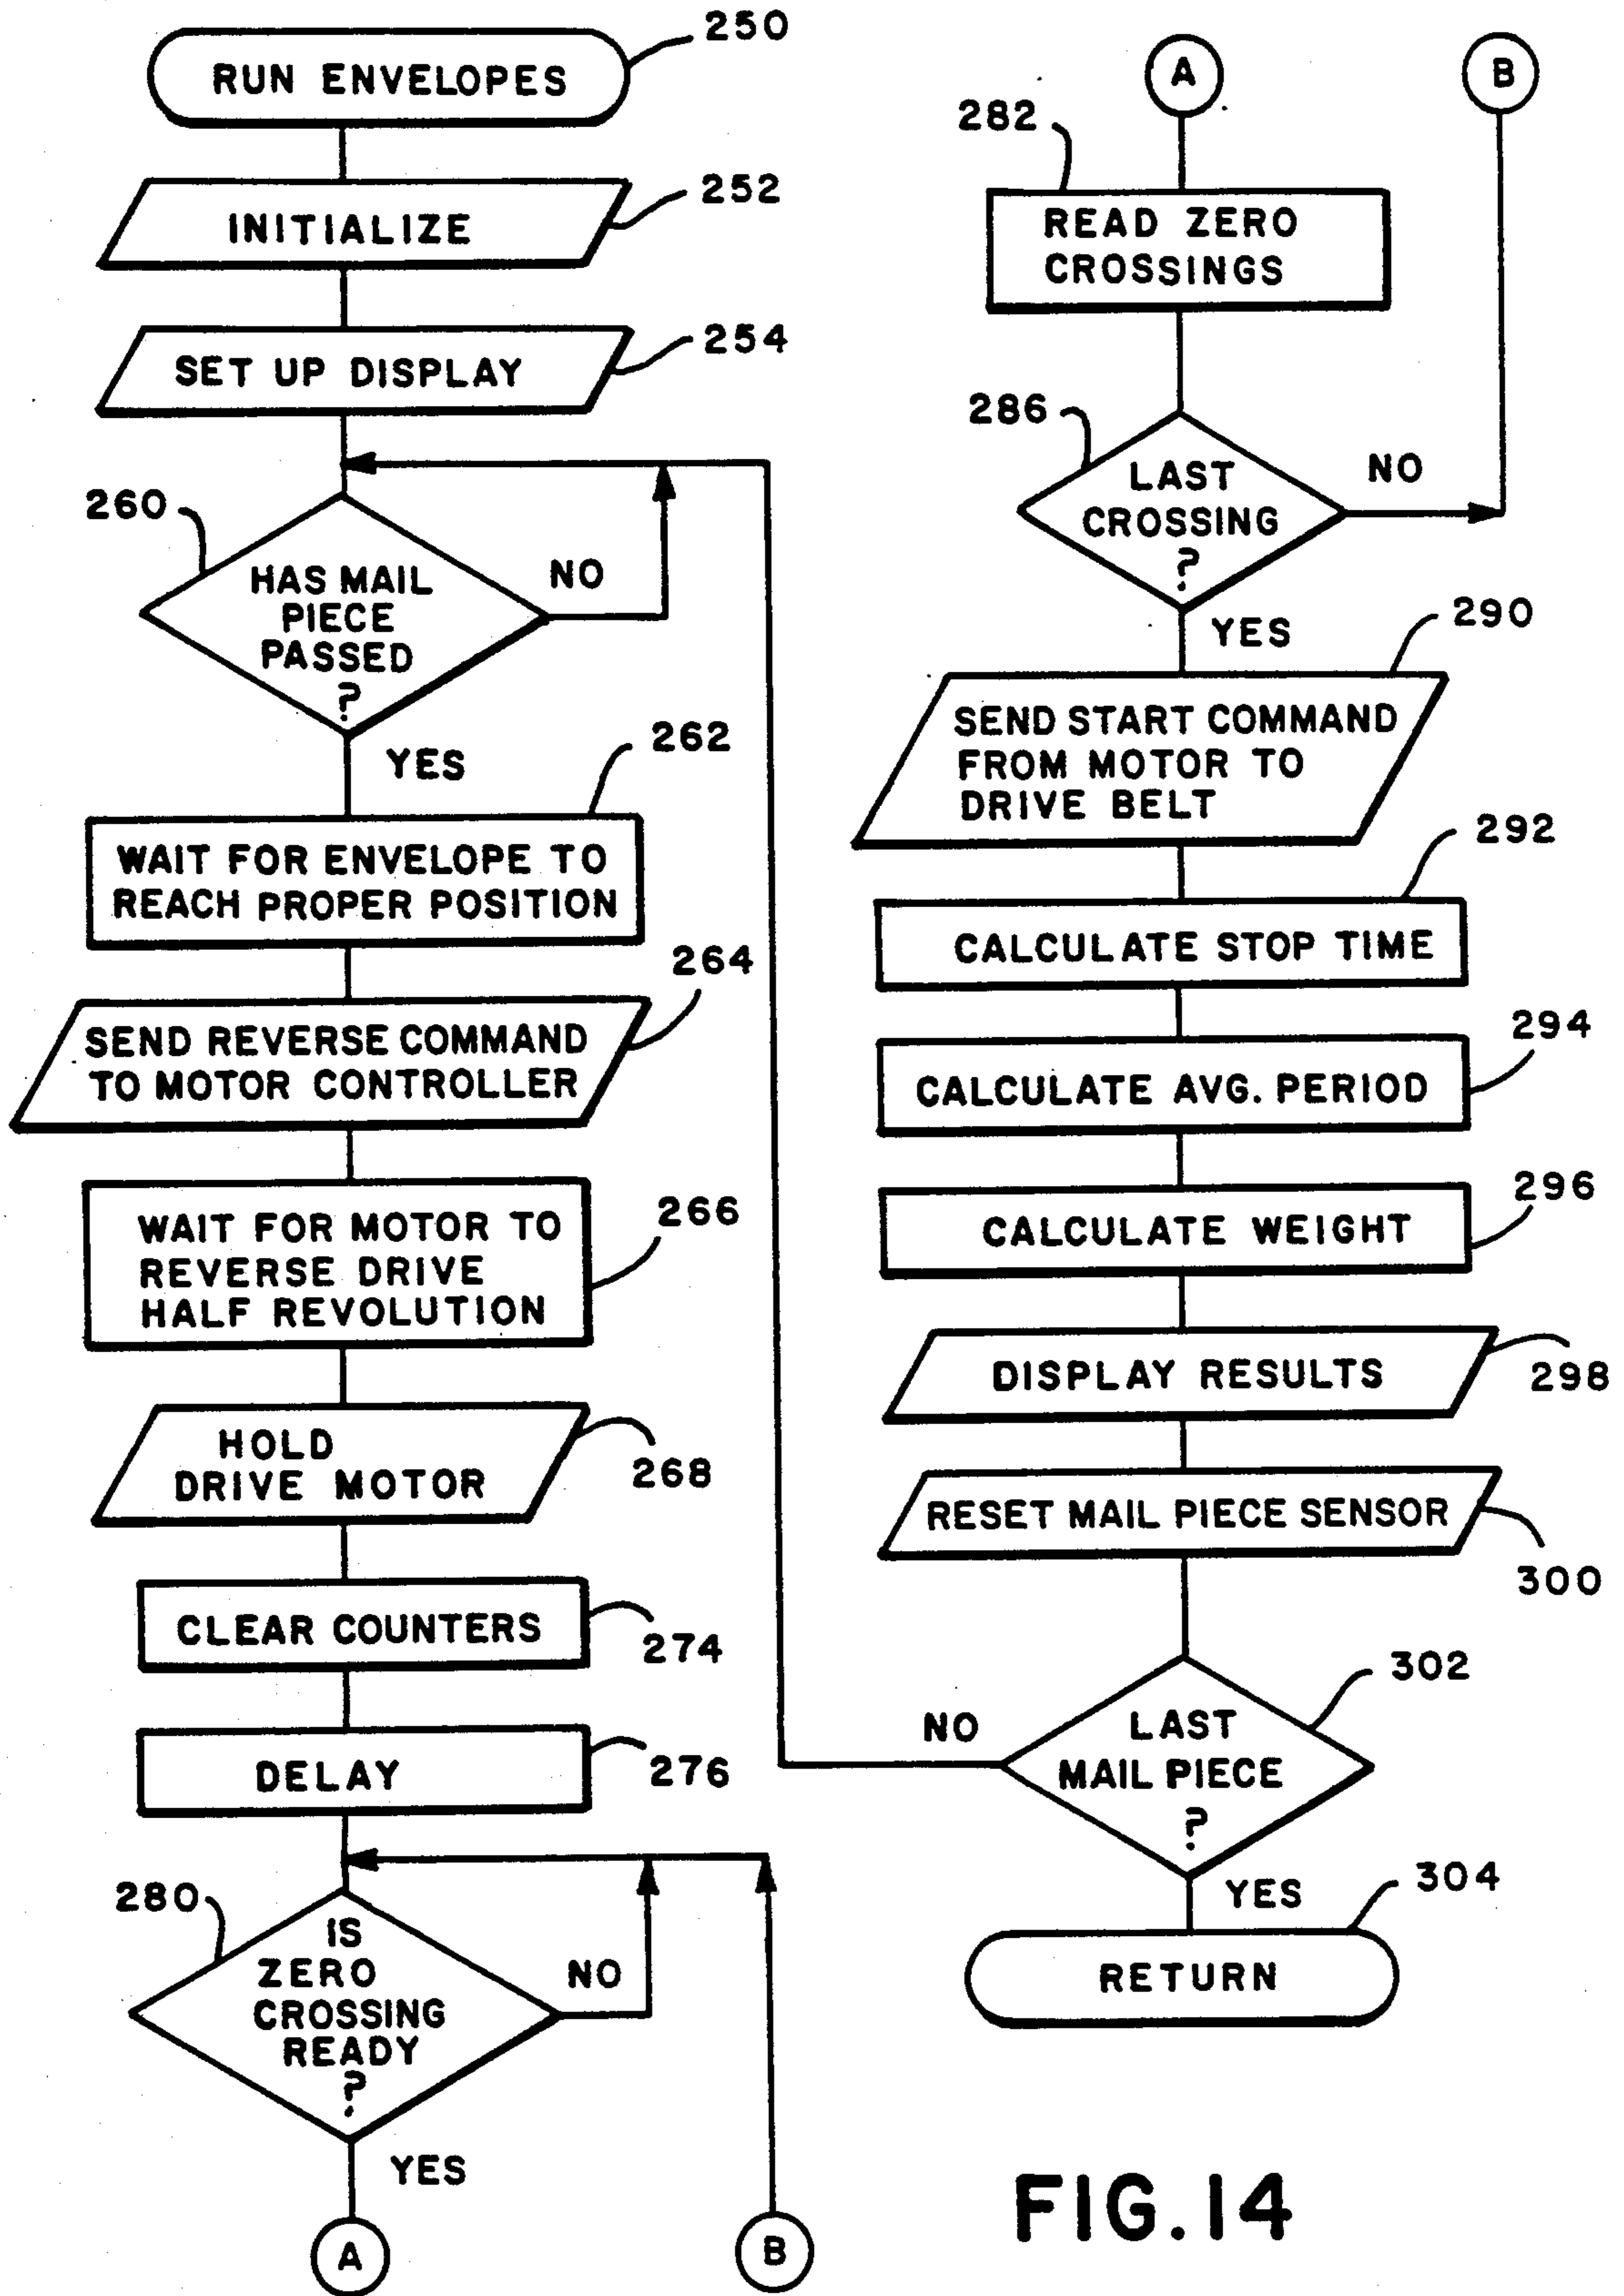 250
RUN ENVELOPES
252
INITIALIZE
254
SET UP DISPLAY
260
HAS MAIL
PIECE
PASSED
?
NO
YES
262
WAIT FOR ENVELOPE TO
REACH PROPER POSITION
264
SEND REVERSE COMMAND
TO MOTOR CONTROLLER
266
WAIT FOR MOTOR TO
REVERSE DRIVE
HALF REVOLUTION
HOLD
DRIVE MOTOR
268
CLEAR COUNTERS
274
DELAY
276
280
IS
ZERO
CROSSING
READY
?
NO
YES
A
B
A
B
282
READ ZERO
CROSSINGS
286
LAST
CROSSING
?
NO
YES
290
SEND START COMMAND
FROM MOTOR TO
DRIVE BELT
292
CALCULATE STOP TIME
294
CALCULATE AVG. PERIOD
296
CALCULATE WEIGHT
DISPLAY RESULTS
298
RESET MAIL PIECE SENSOR
300
302
LAST
MAIL PIECE
?
NO
YES
304
RETURN
FIG.14